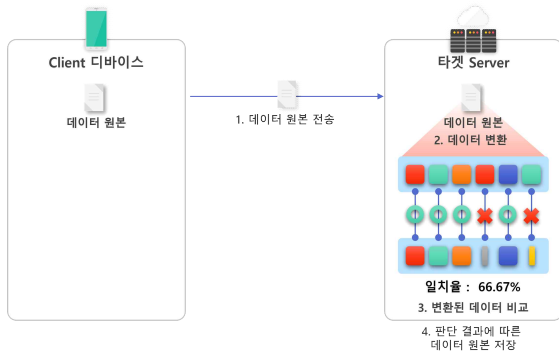 Client 디바이스
데이터 원본
1. 데이터 원본 전송
타겟 Server
데이터 원본
2. 데이터 변환
일치율 : 66.67%
3. 변환된 데이터 비교
4. 판단 결과에 따른
데이터 원본 저장